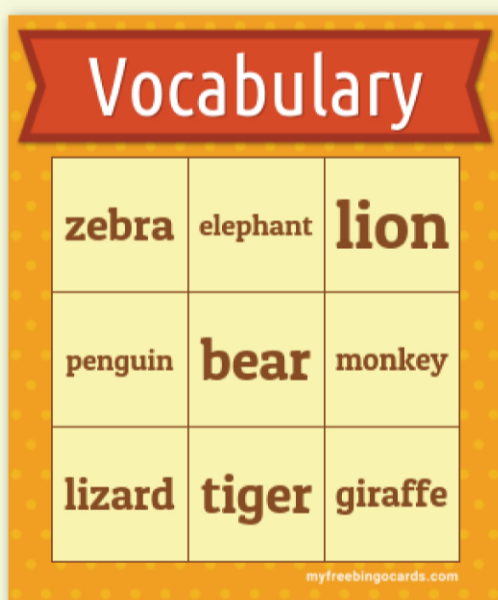 Vocabulary
zebra elephant lion
penguin bear monkey
lizard tiger giraffe
myfreebingocards.com